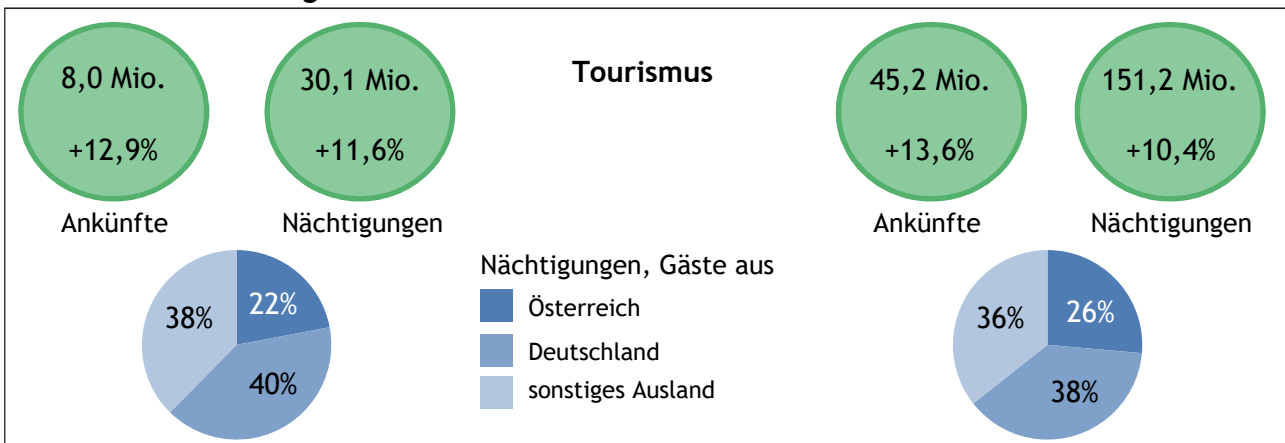 Tourismus
8,0 Mio.
+12,9%
Ankünfte
30,1 Mio.
+11,6%
Nächtigungen
45,2 Mio.
+13,6%
Ankünfte
151,2 Mio.
+10,4%
Nächtigungen
38%
22%
40%
Nächtigungen, Gäste aus
Österreich
Deutschland
sonstiges Ausland
36%
26%
38%